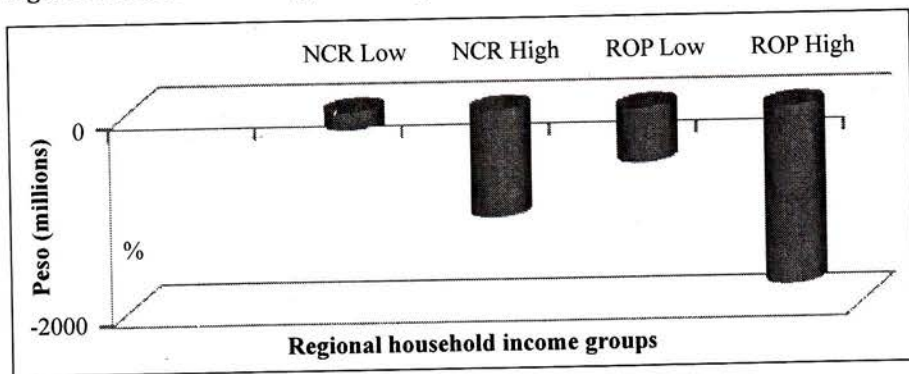 NCR Low NCR High ROP Low ROP High
0
Peso (millions)
%
-2000
Regional household income groups